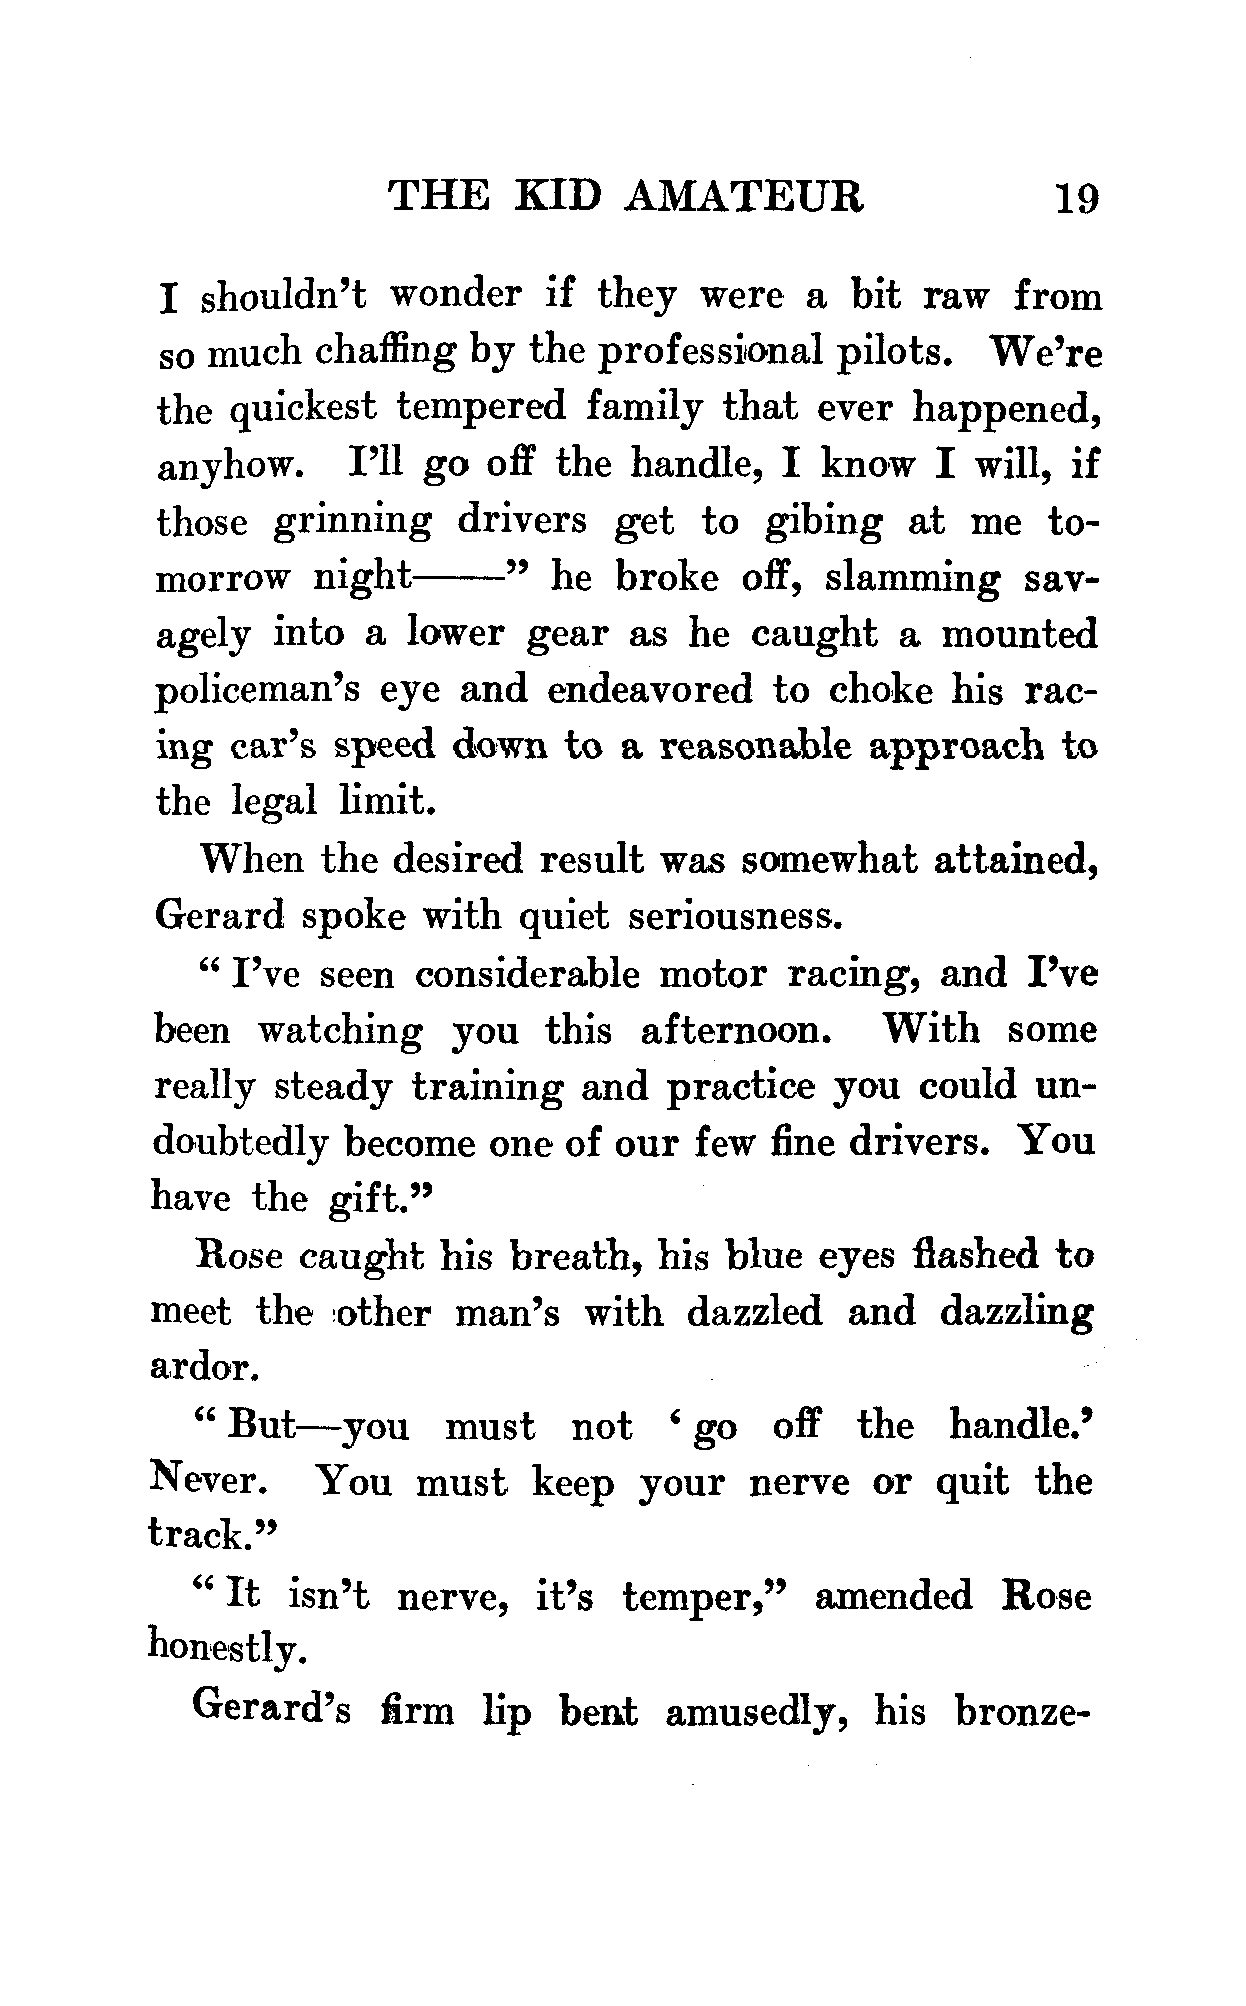 THE KID AMATEUR 19
I shouldn't wonder if they were a bit raw from
so much chaffing by the professional pilots. We're
the quickest tempered family that ever happened,
anyhow. I'll go off the handle, I know I will, if
those grinning drivers get to gibing at me to-
morrow night——" he broke off, slamming sav-
agely into a lower gear as he caught a mounted
policeman's eye and endeavored to choke his rac-
ing car's speed down to a reasonable approach to
the legal limit.
When the desired result was somewhat attained,
Gerard spoke with quiet seriousness.
"I've seen considerable motor racing, and I've
been watching you this afternoon. With some
really steady training and practice you could un-
doubtedly become one of our few fine drivers. You
have the gift."
Rose caught his breath, his blue eyes flashed to
meet the other man's with dazzled and dazzling
ardor.
"But—you must not 'go off the handle.'
Never. You must keep your nerve or quit the
track."
"It isn't nerve, it's temper," amended Rose
honestly.
Gerard's firm lip bent amusedly, his bronze-